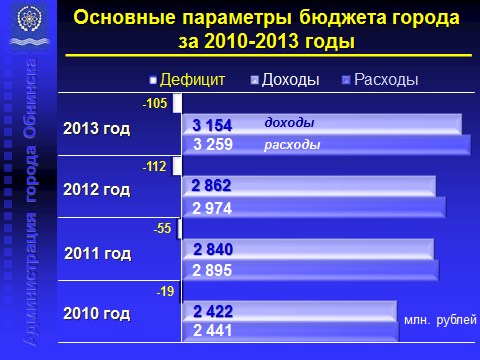 Основные параметры бюджета города
за 2010-2013 годы
Администрация города Обнинска
Дефицит Доходы Расходы
-105
2013 год
3 154 доходы
3 259 расходы
-112
2012 год
2 862
2 974
-55
2011 год
2 840
2 895
-19
2010 год
2 422
2 441
млн. рублей